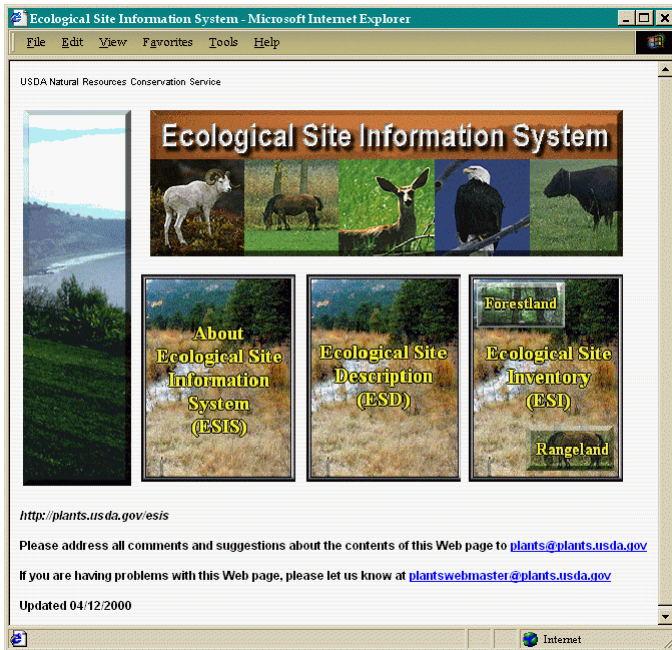 Ecological Site Information System - Microsoft Internet Explorer
File Edit View Favorites Tools Help
USDA Natural Resources Conservation Service
Ecological Site Information System
About
Ecological Site
Information
System
(ESIS)
Ecological Site
Description
(ESD)
Forestland
Ecological Site
Inventory
(ESI)
Rangeland
http://plants.usda.gov/esis
Please address all comments and suggestions about the contents of this Web page to plants@plants.usda.gov
If you are having problems with this Web page, please let us know at plantswebmaster@plants.usda.gov
Updated 04/12/2000
Internet